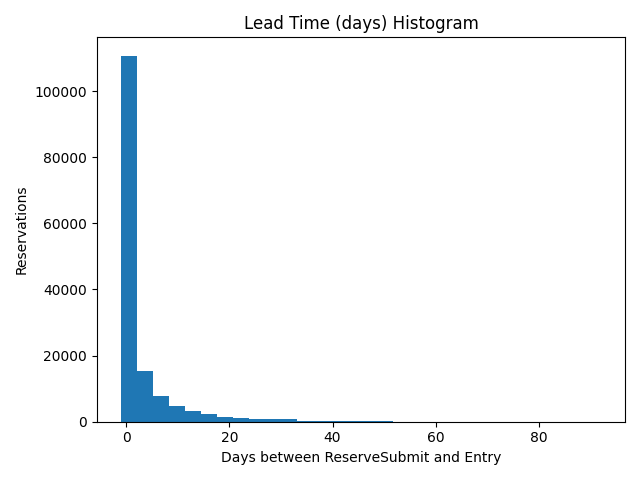 Lead Time (days) Histogram
100000
80000
60000
40000
20000
0
Reservations
0 20 40 60 80
Days between ReserveSubmit and Entry